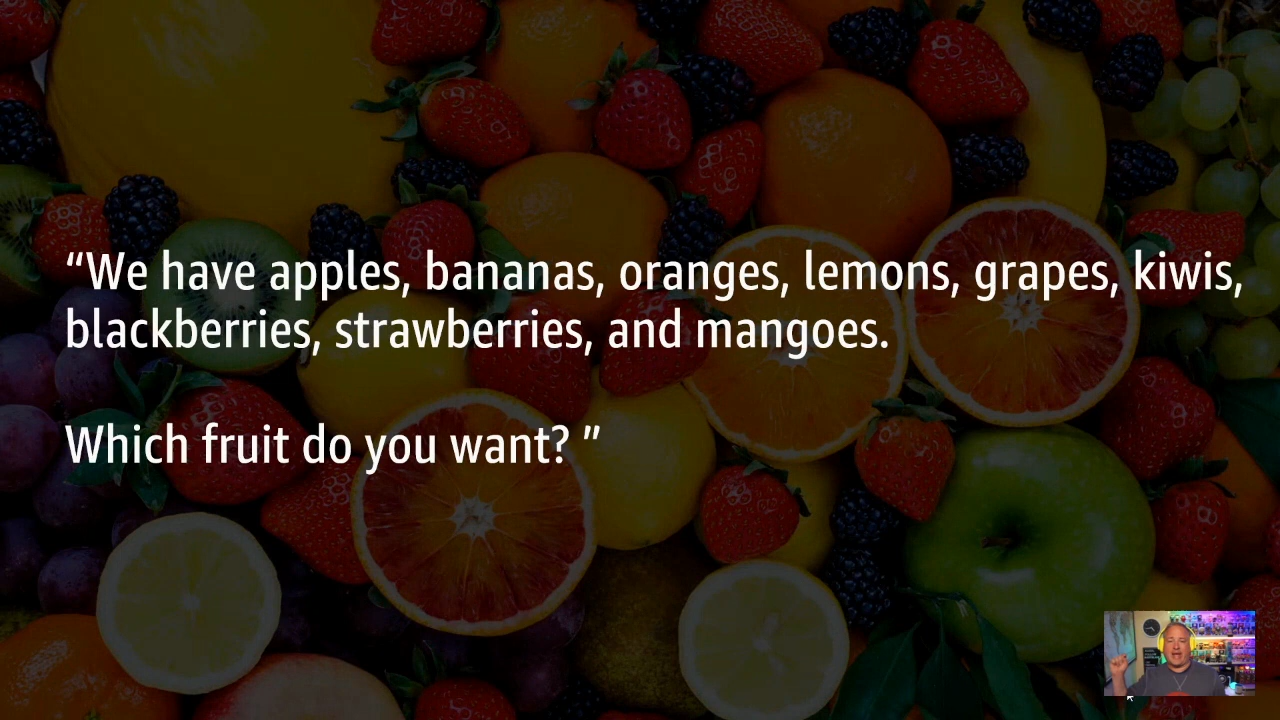 “We have apples, bananas, oranges, lemons, grapes, kiwis,
blackberries, strawberries, and mangoes.
Which fruit do you want? ”